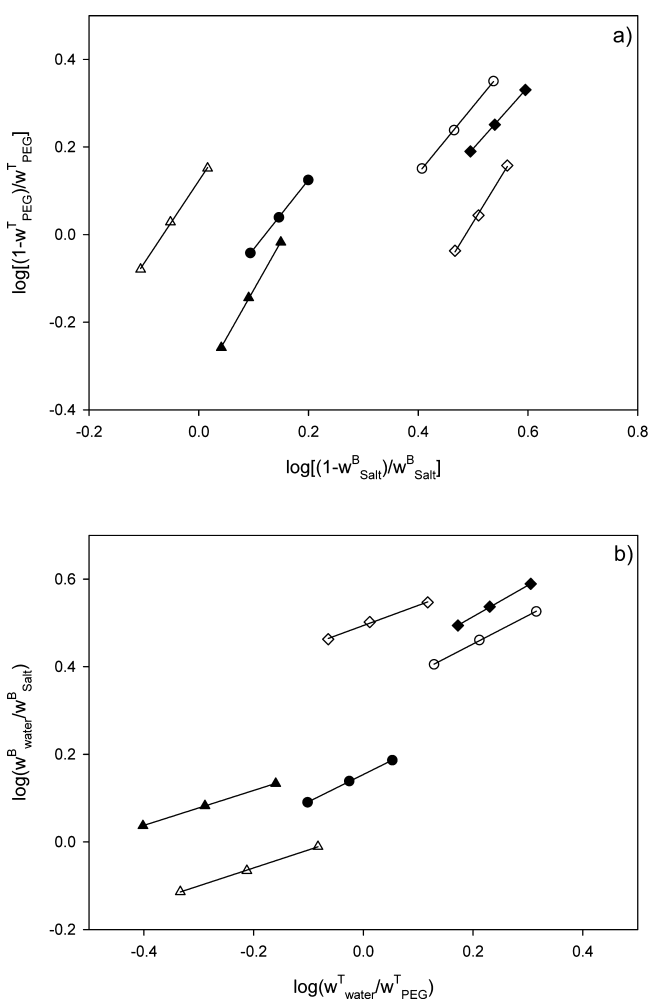 a)
0.4
0.2
0.0
-0.2
-0.4
log[(1-w^T_PEG)/w^T_PEG]
-0.2 0.0 0.2 0.4 0.6 0.8
log[(1-w^B_Salt)/w^B_Salt]
b)
0.6
0.4
0.2
0.0
-0.2
log(w^B_water/w^B_Salt)
-0.4 -0.2 0.0 0.2 0.4
log(w^T_water/w^T_PEG)